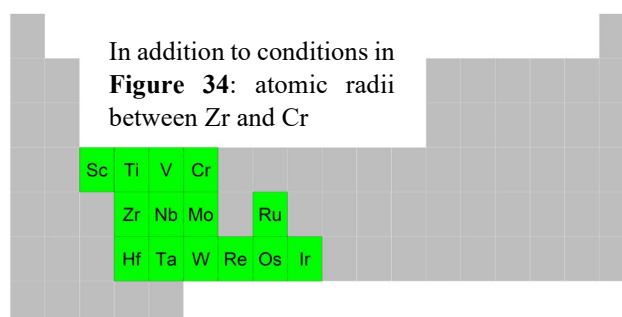 In addition to conditions in
Figure 34: atomic radii
between Zr and Cr
Sc Ti V Cr
Zr Nb Mo Ru
Hf Ta W Re Os Ir